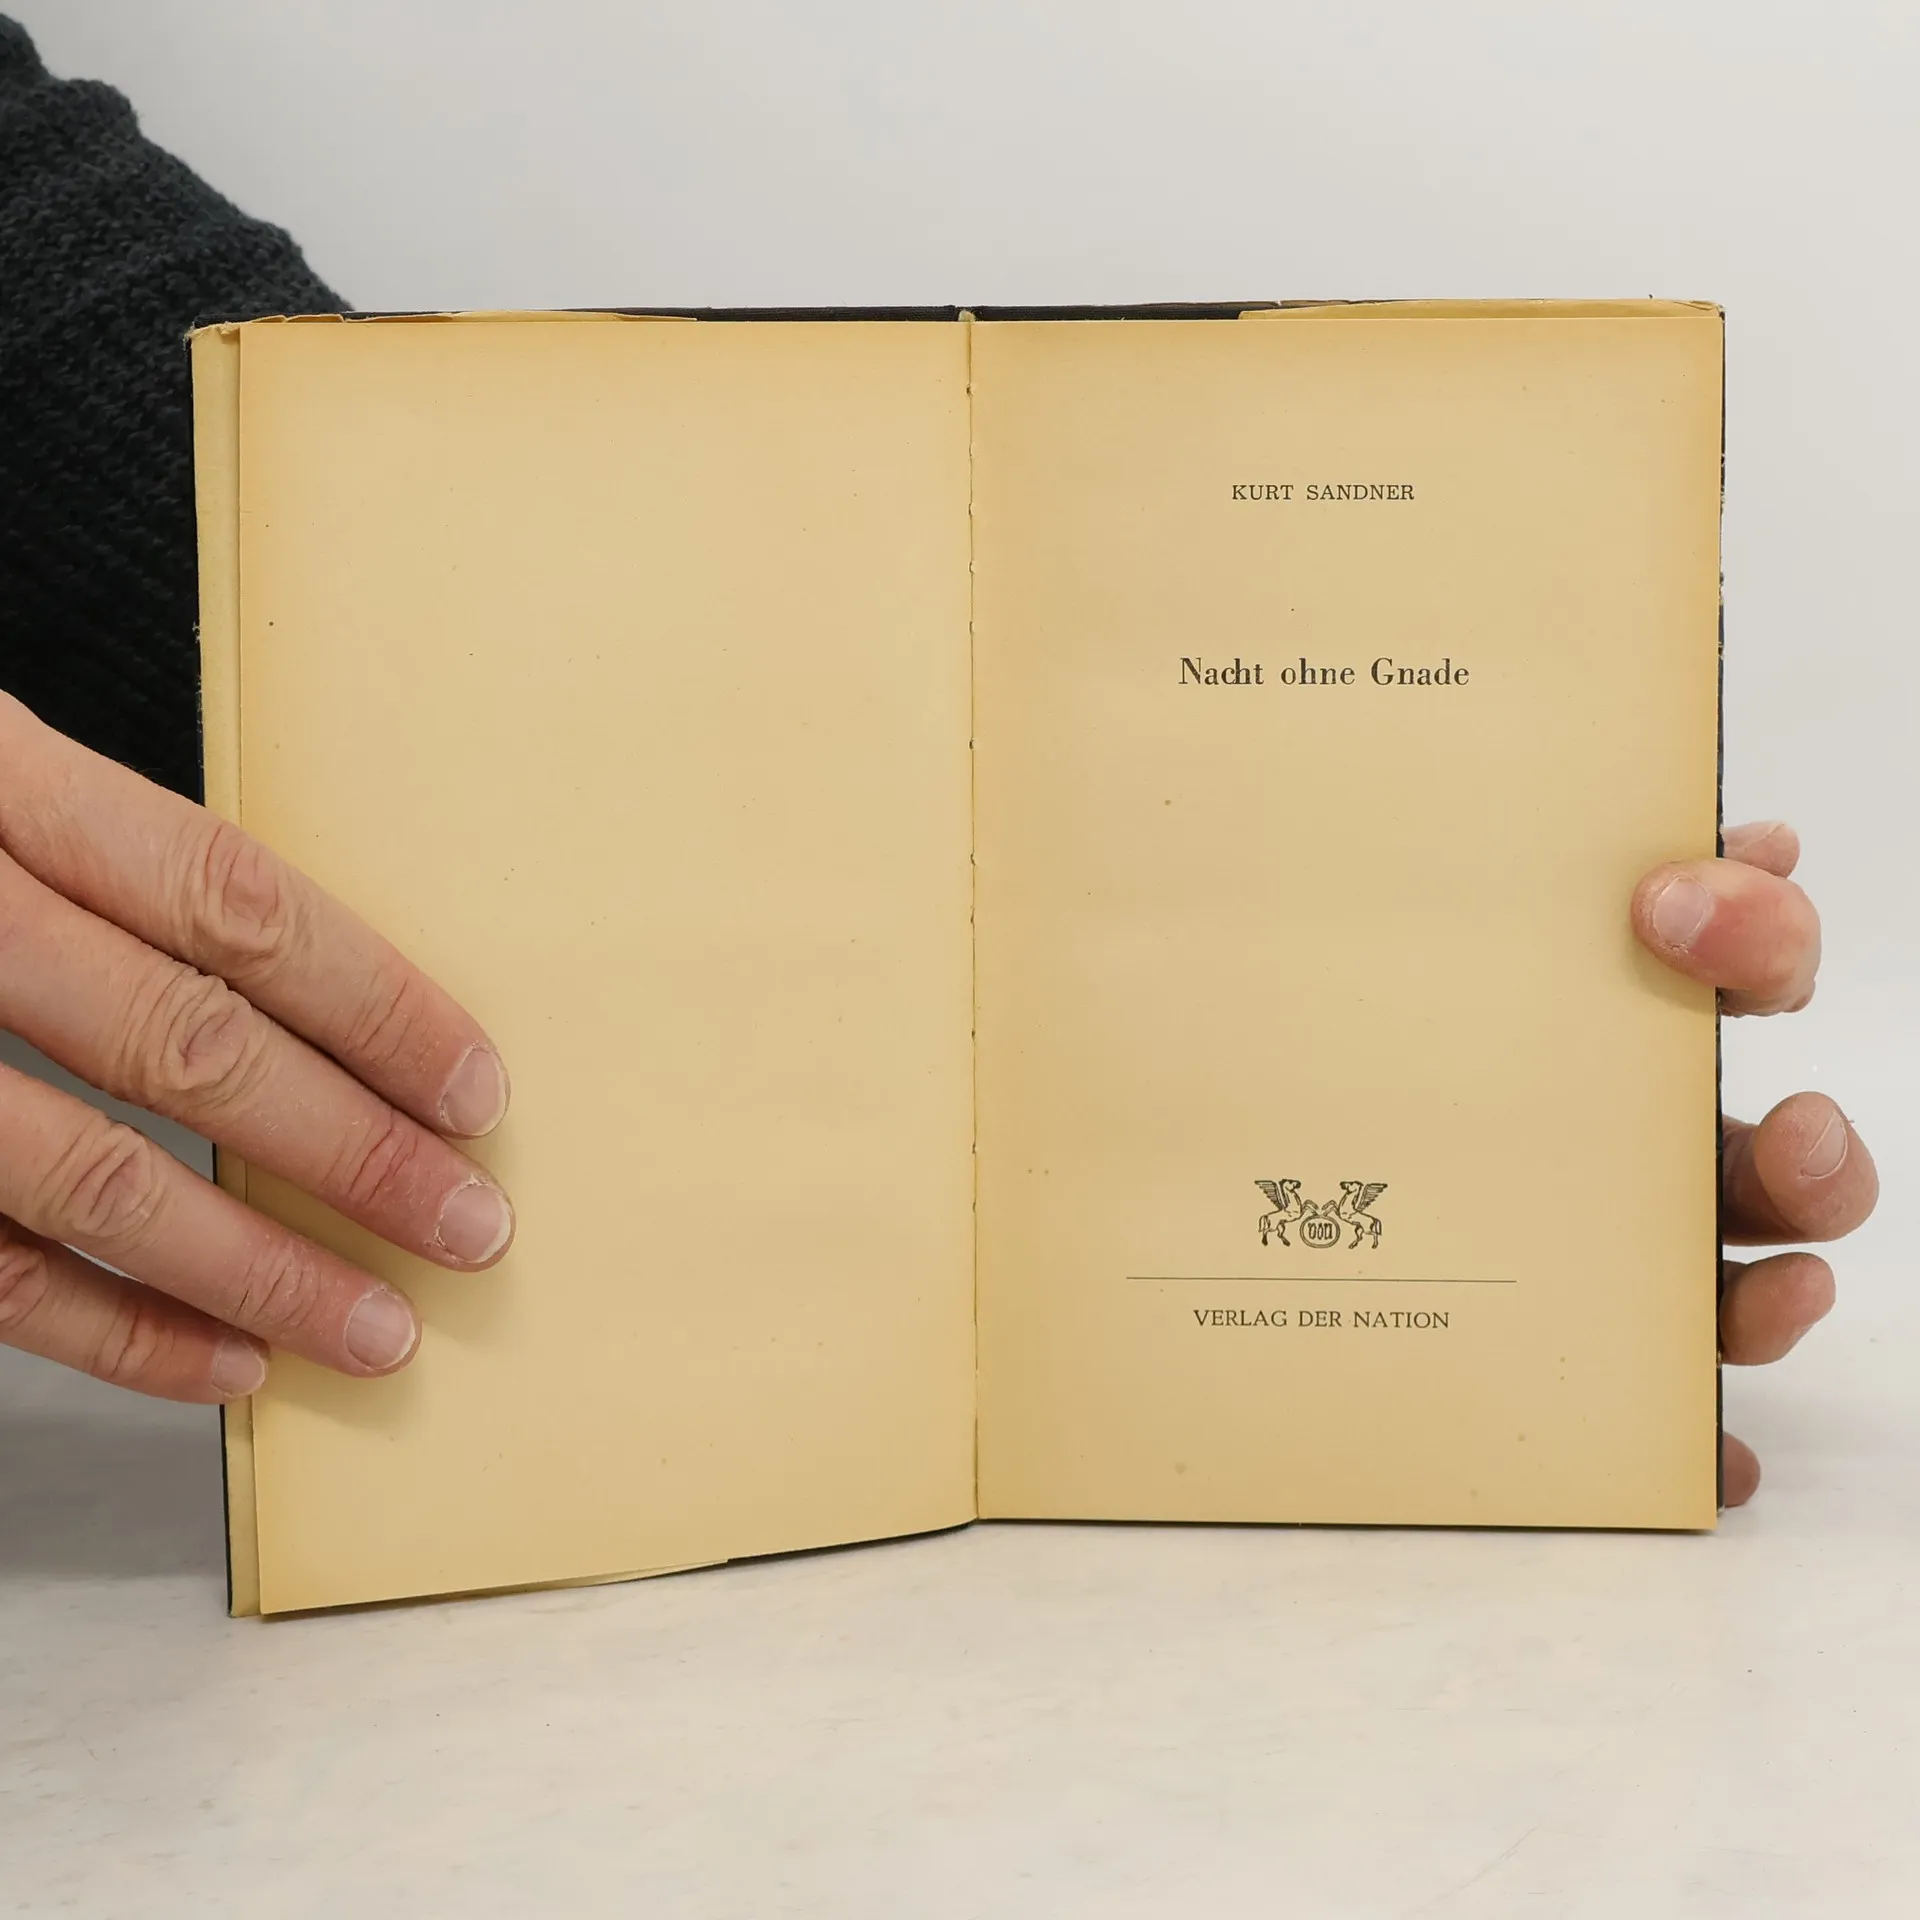 KURT SANDNER
Nacht ohne Gnade
VERLAG DER NATION